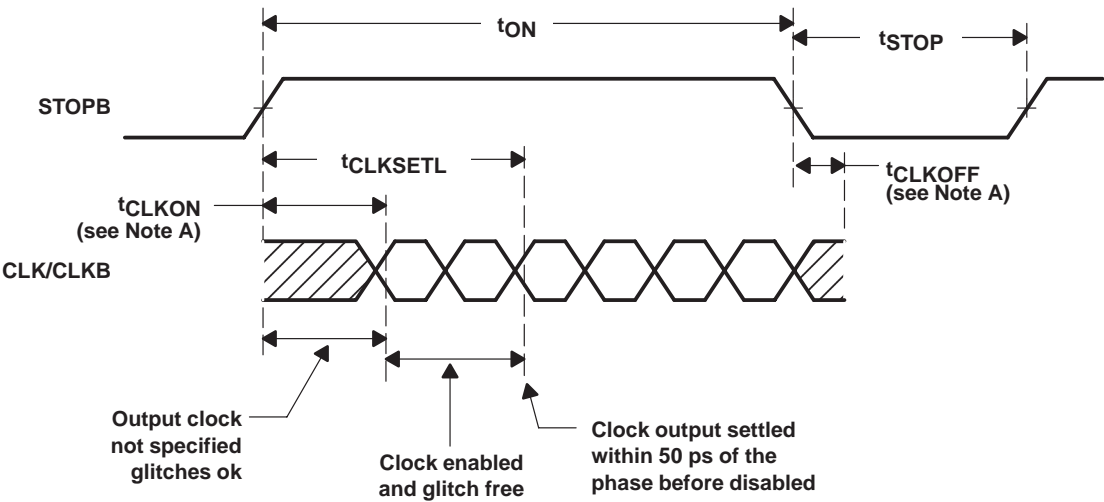 tON
tSTOP
STOPB
tCLKSETL
tCLKOFF
(see Note A)
tCLKON
(see Note A)
CLK/CLKB
Output clock
not specified
glitches ok
Clock enabled
and glitch free
Clock output settled
within 50 ps of the
phase before disabled